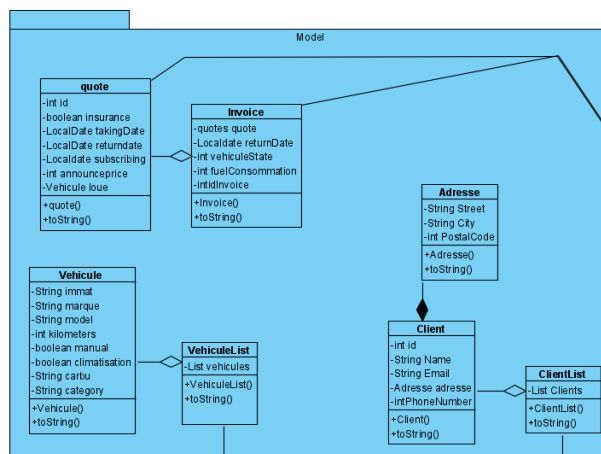 Model
quote
-int id
-boolean insurance
-LocalDate takingDate
-LocalDate returndate
-Localdate subscribing
-int announceprice
-Vehicule loue
+quote()
+toString()
Invoice
-quotes quote
-Localdate returnDate
-int vehiculeState
-int fuelConsommation
-intidInvoice
+Invoice()
+toString()
Adresse
-String Street
-String City
-int PostalCode
+Adresse()
+toString()
Vehicule
-String immat
-String marque
-String model
-int kilometers
-boolean manual
-boolean climatisation
-String carbu
-String category
+Vehicule()
+toString()
VehiculeList
-List vehicules
+VehiculeList()
+toString()
Client
-int id
-String Name
-String Email
-Adresse adresse
-intPhoneNumber
+Client()
+toString()
ClientList
-List Clients
+ClientList()
+toString()